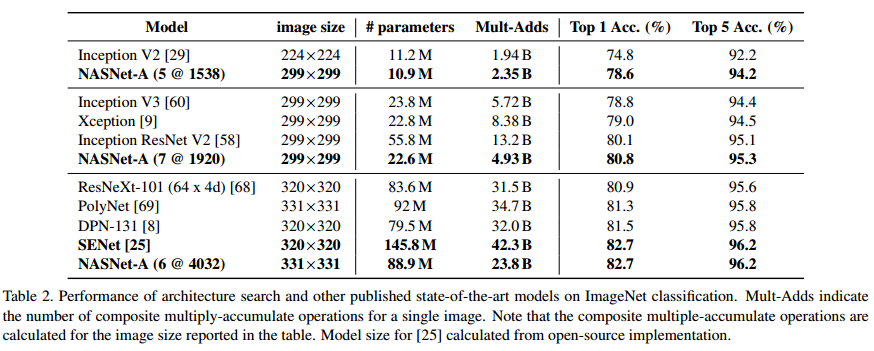 Model image size # parameters Mult-Adds Top 1 Acc. (%) Top 5 Acc. (%)
Inception V2 [29] 224×224 11.2 M 1.94 B 74.8 92.2
NASNet-A (5 @ 1538) 299×299 10.9 M 2.35 B 78.6 94.2
Inception V3 [60] 299×299 23.8 M 5.72 B 78.8 94.4
Xception [9] 299×299 22.8 M 8.38 B 79.0 94.5
Inception ResNet V2 [58] 299×299 55.8 M 13.2 B 80.1 95.1
NASNet-A (7 @ 1920) 299×299 22.6 M 4.93 B 80.8 95.3
ResNeXt-101 (64 x 4d) [68] 320×320 83.6 M 31.5 B 80.9 95.6
PolyNet [69] 331×331 92 M 34.7 B 81.3 95.8
DPN-131 [8] 320×320 79.5 M 32.0 B 81.5 95.8
SENet [25] 320×320 145.8 M 42.3 B 82.7 96.2
NASNet-A (6 @ 4032) 331×331 88.9 M 23.8 B 82.7 96.2
Table 2. Performance of architecture search and other published state-of-the-art models on ImageNet classification. Mult-Adds indicate
the number of composite multiply-accumulate operations for a single image. Note that the composite multiple-accumulate operations are
calculated for the image size reported in the table. Model size for [25] calculated from open-source implementation.